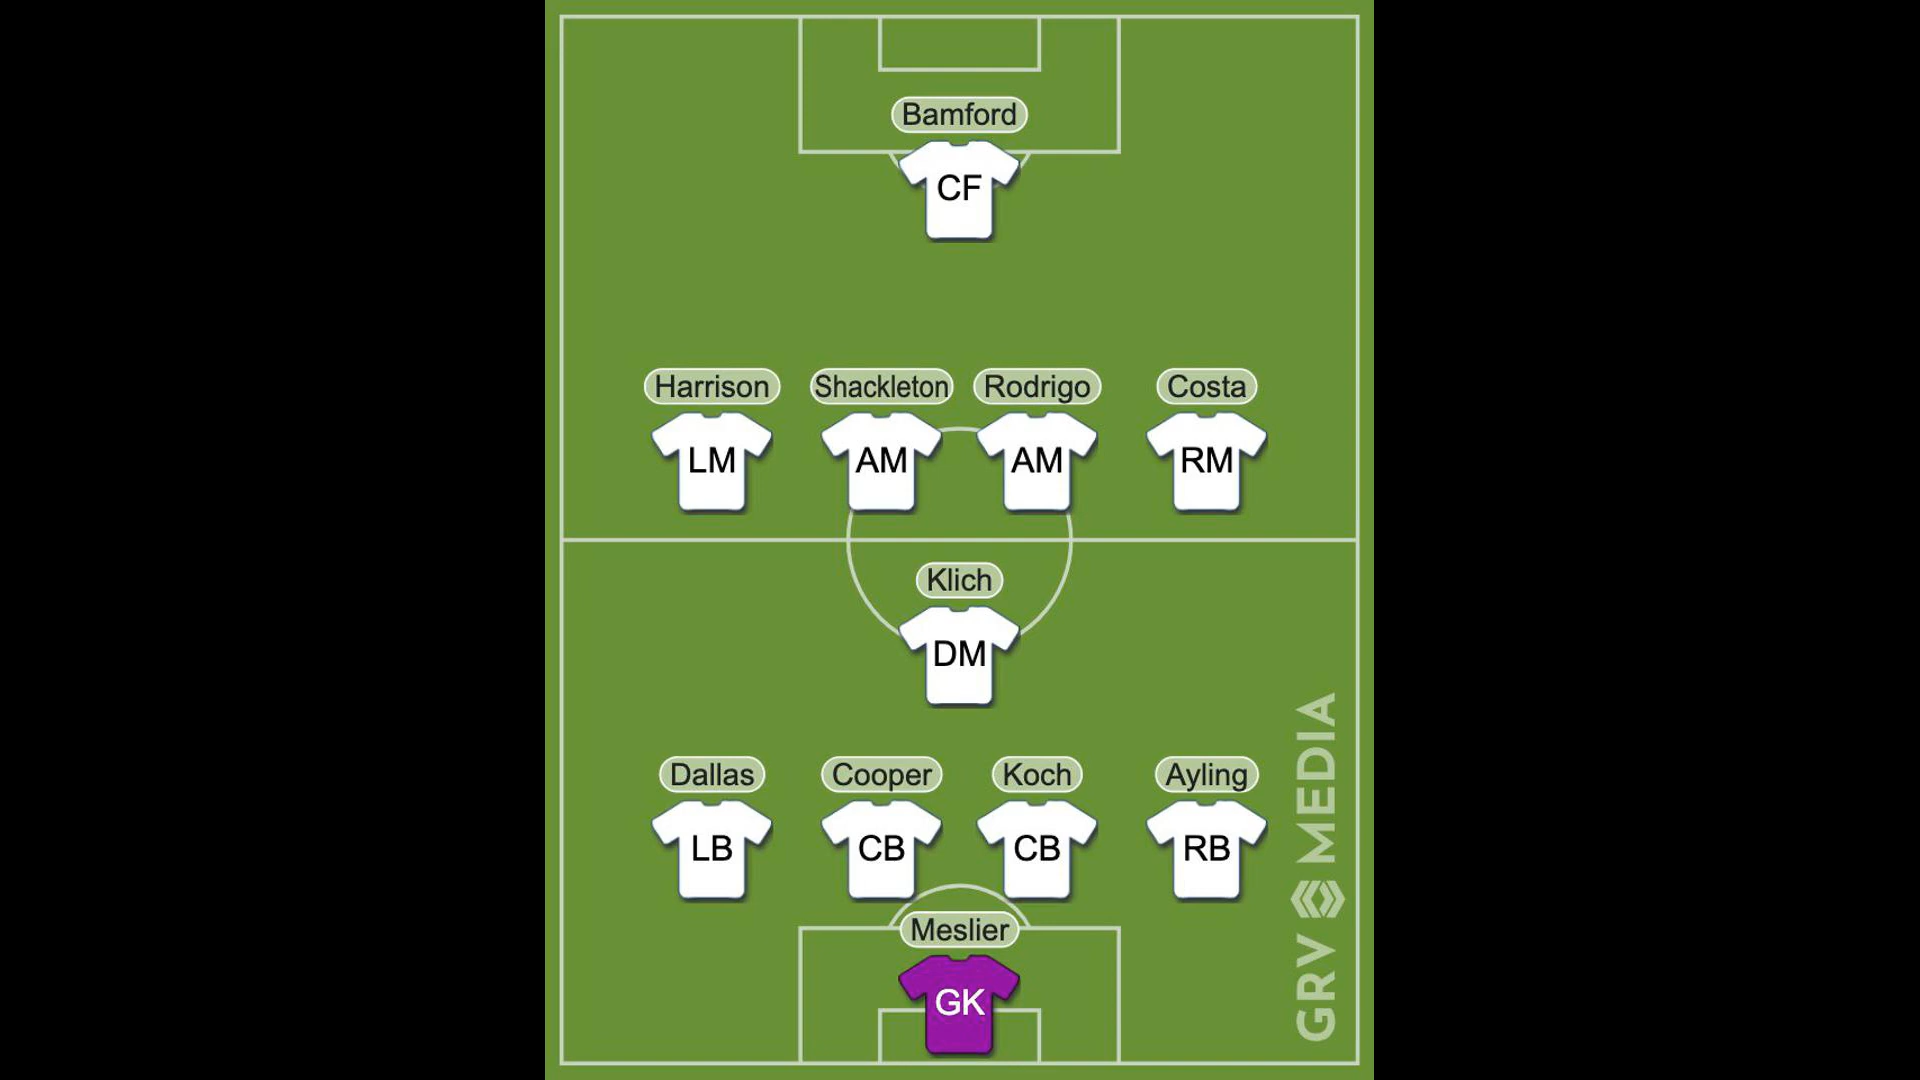 Bamford
CF
Harrison Shackleton Rodrigo Costa
LM AM AM RM
Klich
DM
Dallas Cooper Koch Ayling
LB CB CB RB
Meslier
GK
GRV MEDIA